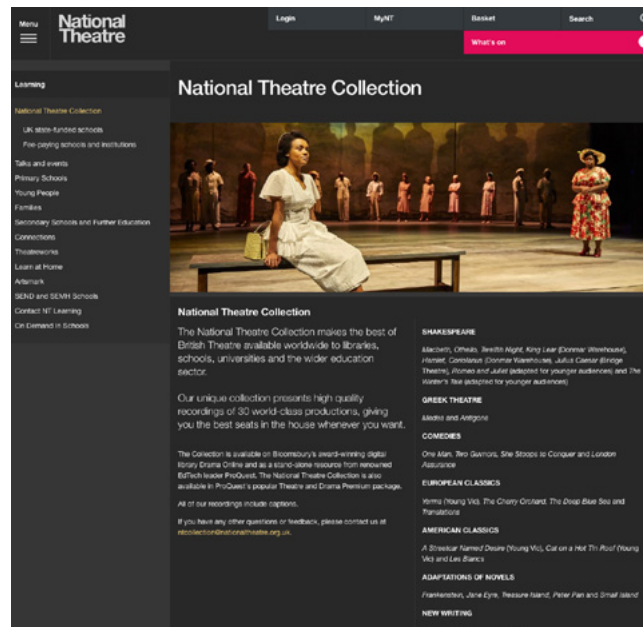 Menu
National
Theatre
Login
MyNT
Basket
Search
What's on
Learning
National Theatre Collection
UK state-funded schools
Fee-paying schools and institutions
Talks and events
Primary Schools
Young People
Families
Secondary Schools and Further Education
Connections
Theatreworks
Learn at Home
Artsmark
SEND and SEMH Schools
Contact NT Learning
On Demand in Schools
National Theatre Collection
National Theatre Collection
The National Theatre Collection makes the best of
British Theatre available worldwide to libraries,
schools, universities and the wider education
sector.
Our unique collection presents high quality
recordings of 30 world-class productions, giving
you the best seats in the house whenever you want.
The Collection is available on Bloomsbury's award-winning digital
library Drama Online and as a stand-alone resource from renowned
EdTech leader ProQuest. The National Theatre Collection is also
available in ProQuest's popular Theatre and Drama Premium package.
All of our recordings include captions.
If you have any other questions or feedback, please contact us at
ntcollection@nationaltheatre.org.uk.
SHAKESPEARE
Macbeth, Othello, Twelfth Night, King Lear (Donmar Warehouse),
Hamlet, Coriolanus (Donmar Warehouse), Julius Caesar (Bridge
Theatre), Romeo and Juliet (adapted for younger audiences) and The
Winter's Tale (adapted for younger audiences)
GREEK THEATRE
Medea and Antigone
COMEDIES
One Man, Two Guvnors, She Stoops to Conquer and London
Assurance
EUROPEAN CLASSICS
Yerma (Young Vic), The Cherry Orchard, The Deep Blue Sea and
Translations
AMERICAN CLASSICS
A Streetcar Named Desire (Young Vic), Cat on a Hot Tin Roof (Young
Vic) and Les Blancs
ADAPTATIONS OF NOVELS
Frankenstein, Jane Eyre, Treasure Island, Peter Pan and Small Island
NEW WRITING